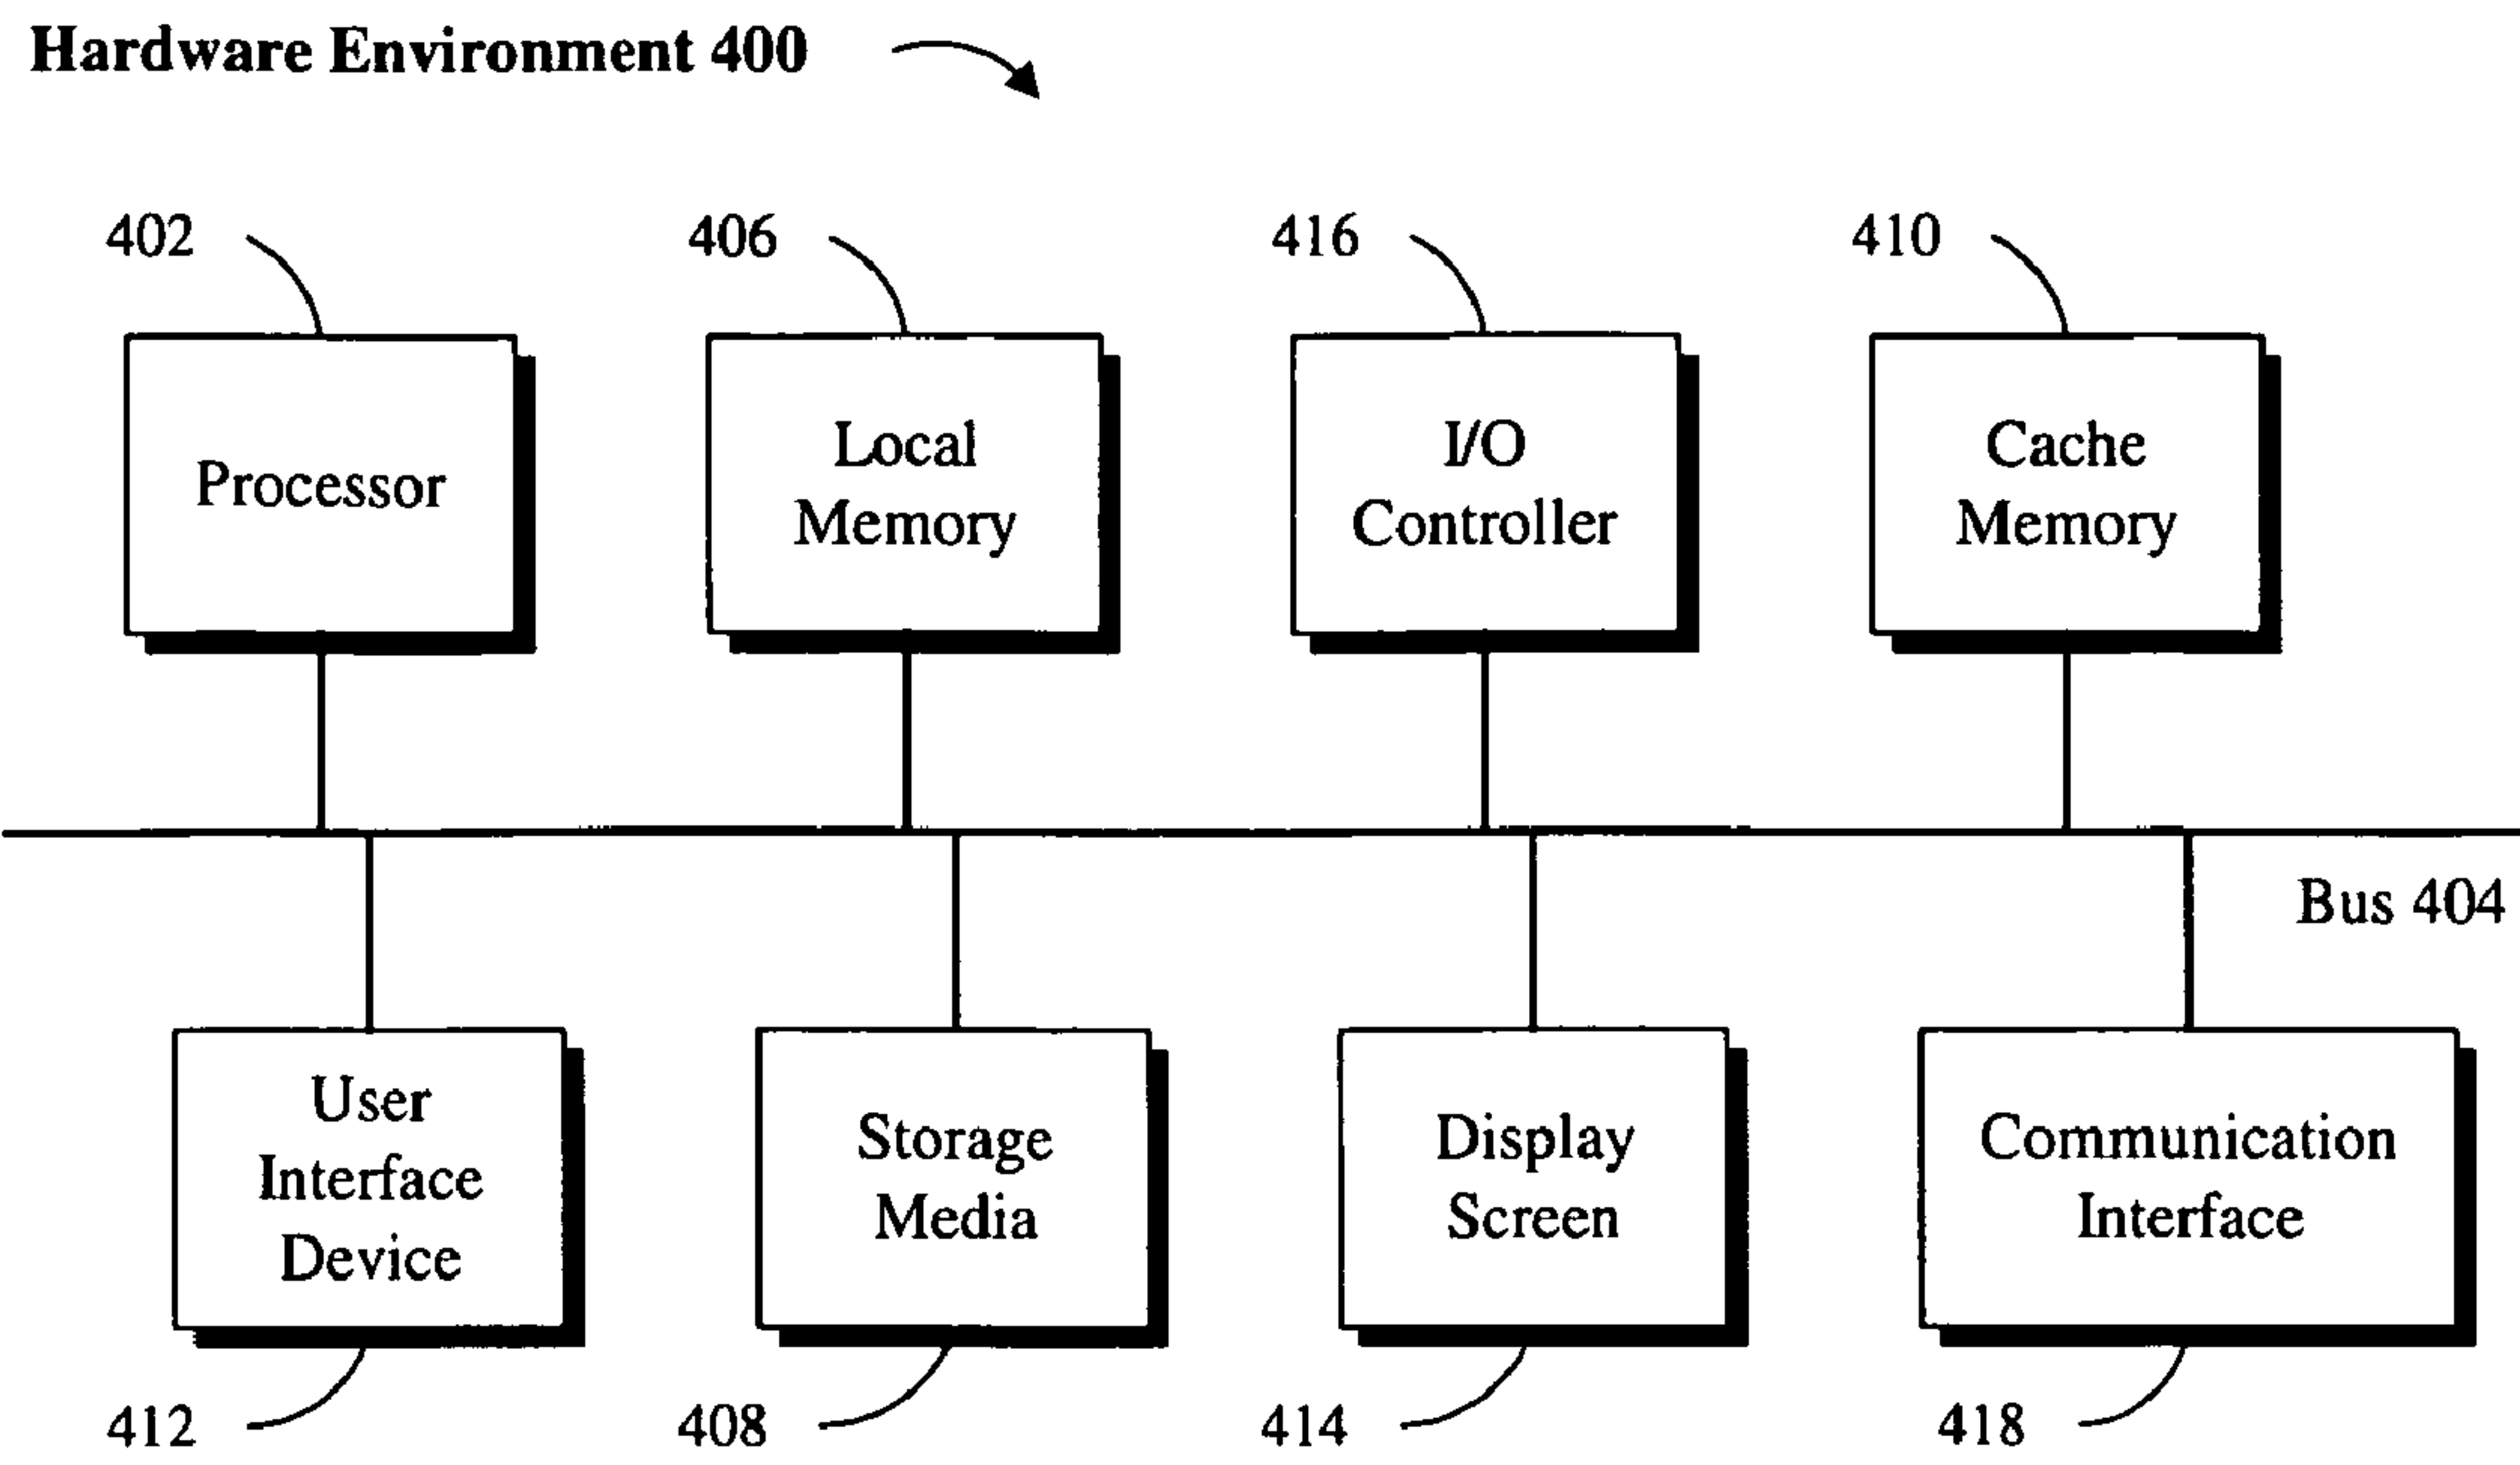 Hardware Environment 400
402
406
416
410
Processor
Local
Memory
I/O
Controller
Cache
Memory
Bus 404
User
Interface
Device
Storage
Media
Display
Screen
Communication
Interface
412
408
414
418